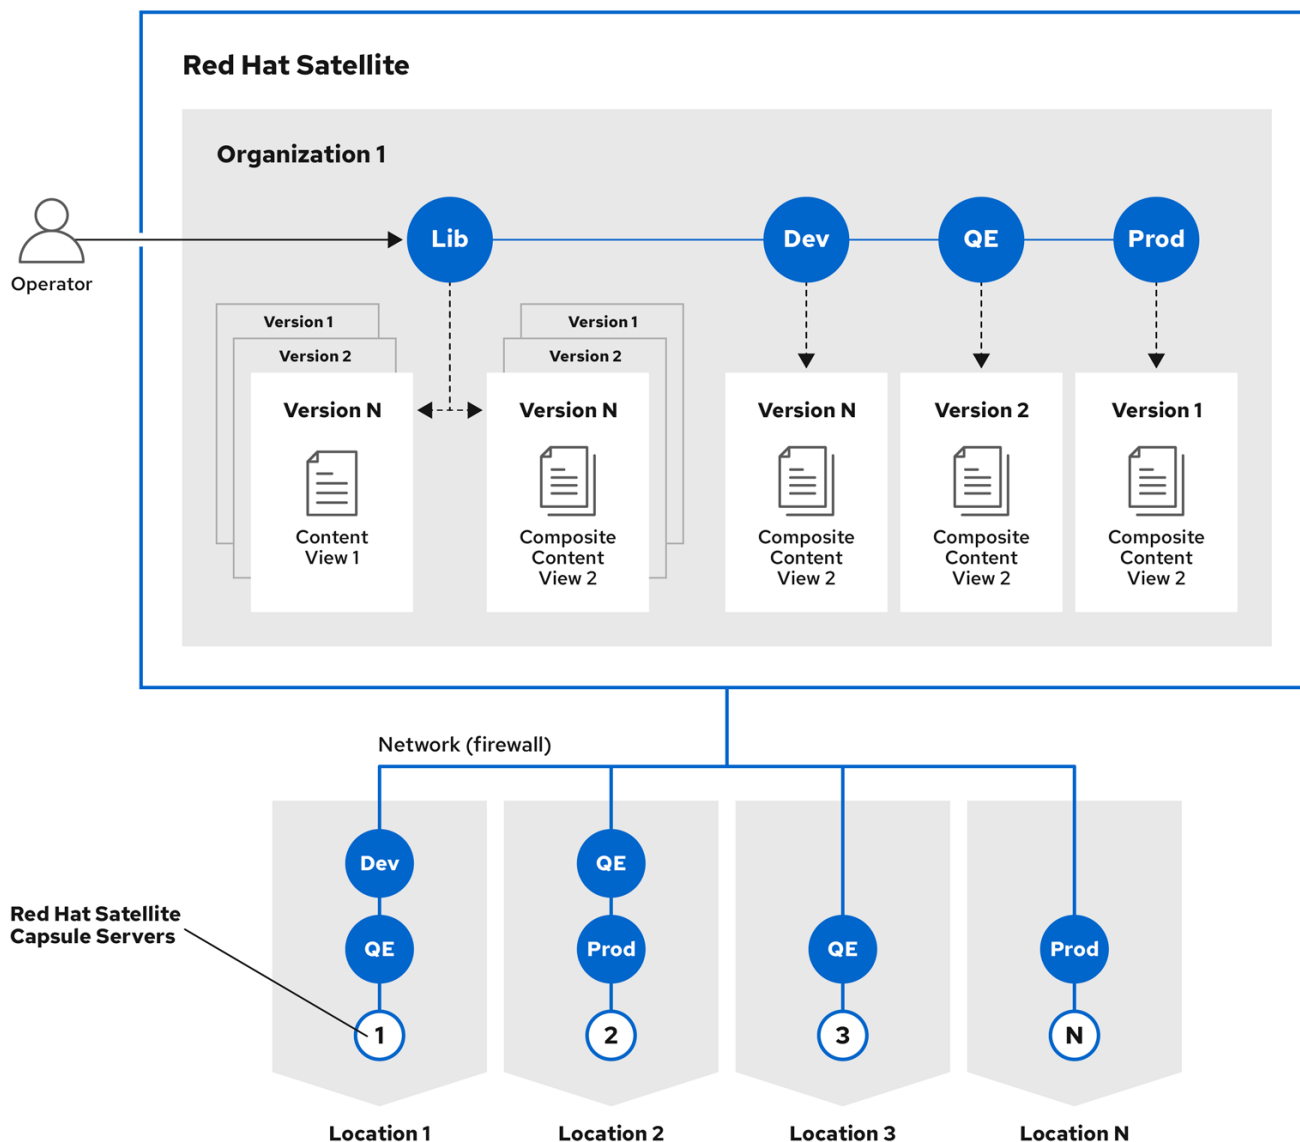 Red Hat Satellite
Organization 1
Operator
Lib
Dev
QE
Prod
Version 1
Version 2
Version N
Content
View 1
Version 1
Version 2
Version N
Composite
Content
View 2
Version N
Composite
Content
View 2
Version 2
Composite
Content
View 2
Version 1
Composite
Content
View 2
Network (firewall)
Red Hat Satellite
Capsule Servers
Dev
QE
1
Location 1
QE
Prod
2
Location 2
QE
3
Location 3
Prod
N
Location N